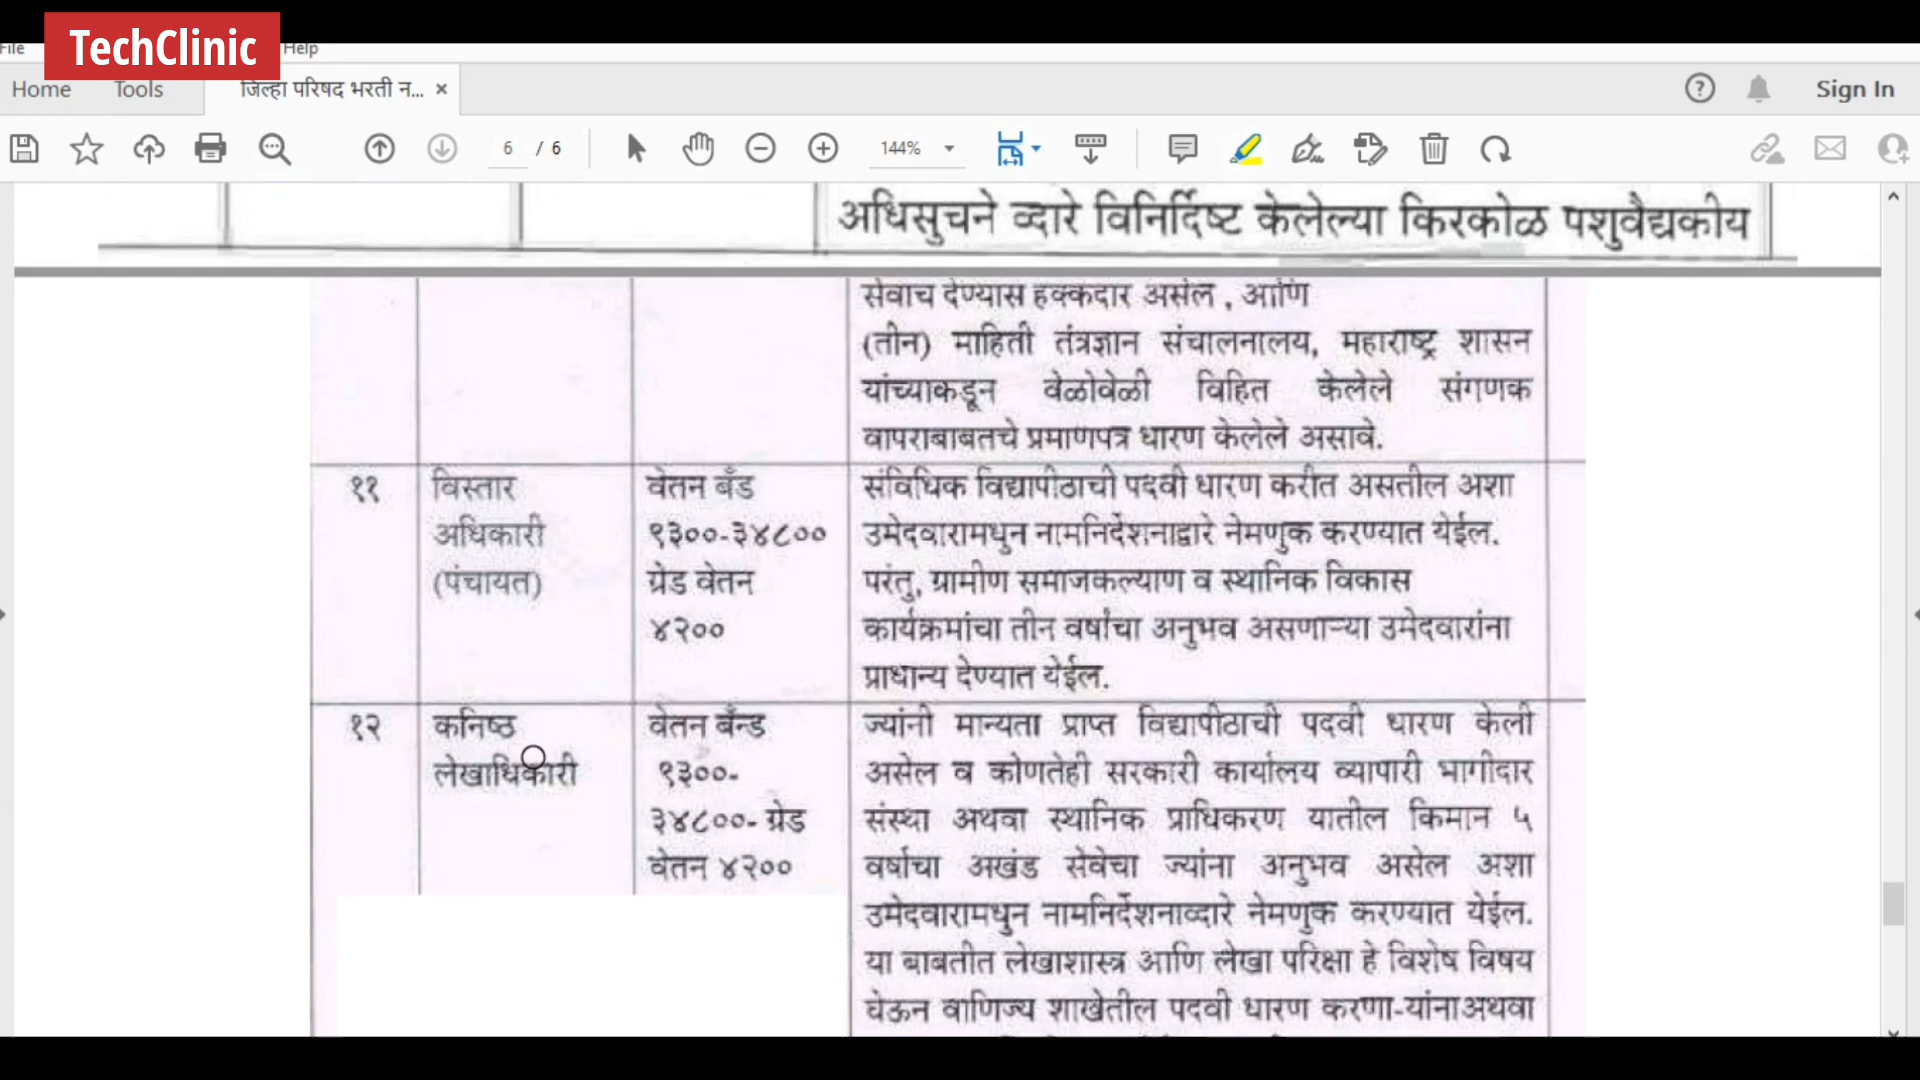 TechClinic
File
Help
Home
Tools
जिल्हा परिषद भरती न...
Sign In
6 / 6
144%
अधिसुचने व्दारे विनिर्दिष्ट केलेल्या किरकोळ पशुवैद्यकीय
सेवाच देण्यास हक्कदार असेल , आणि
(तीन) माहिती तंत्रज्ञान संचालनालय, महाराष्ट्र शासन
यांच्याकडून वेळोवेळी विहित केलेले संगणक
वापराबाबतचे प्रमाणपत्र धारण केलेले असावे.
११
विस्तार
अधिकारी
(पंचायत)
वेतन बँड
९३००-३४८००
ग्रेड वेतन
४२००
संविधिक विद्यापीठाची पदवी धारण करीत असतील अशा
उमेदवारामधुन नामनिर्देशनाद्वारे नेमणुक करण्यात येईल.
परंतु, ग्रामीण समाजकल्याण व स्थानिक विकास
कार्यक्रमांचा तीन वर्षाचा अनुभव असणाऱ्या उमेदवारांना
प्राधान्य देण्यात येईल.
१२
कनिष्ठ
लेखाधिकारी
वेतन बँन्ड
९३००-
३४८००- ग्रेड
वेतन ४२००
ज्यांनी मान्यता प्राप्त विद्यापीठाची पदवी धारण केली
असेल व कोणतेही सरकारी कार्यालय व्यापारी भागीदार
संस्था अथवा स्थानिक प्राधिकरण यातील किमान ५
वर्षाचा अखंड सेवेचा ज्यांना अनुभव असेल अशा
उमेदवारामधुन नामनिर्देशनाव्दारे नेमणुक करण्यात येईल.
या बाबतीत लेखाशास्त्र आणि लेखा परिक्षा हे विशेष विषय
घेऊन वाणिज्य शाखेतील पदवी धारण करणा-यांना अथवा